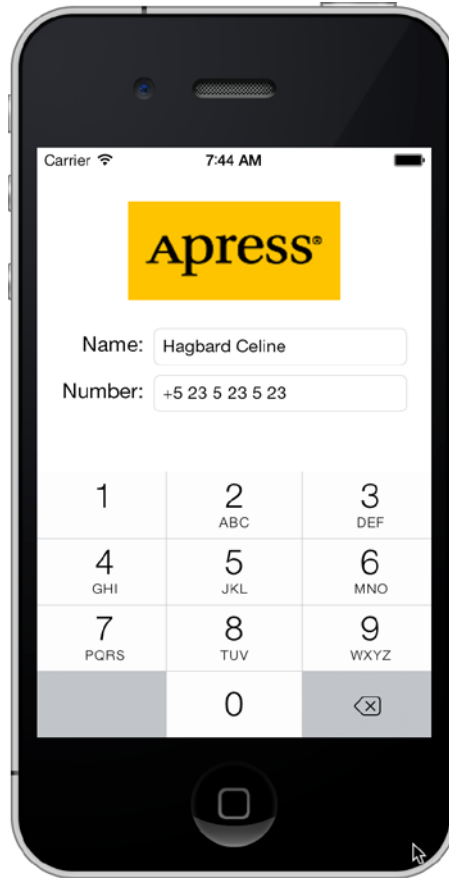 Carrier 7:44 AM
Apress®
Name: Hagbard Celine
Number: +5 23 5 23 5 23
1 2 3
ABC DEF
4 5 6
GHI JKL MNO
7 8 9
PQRS TUV WXYZ
0